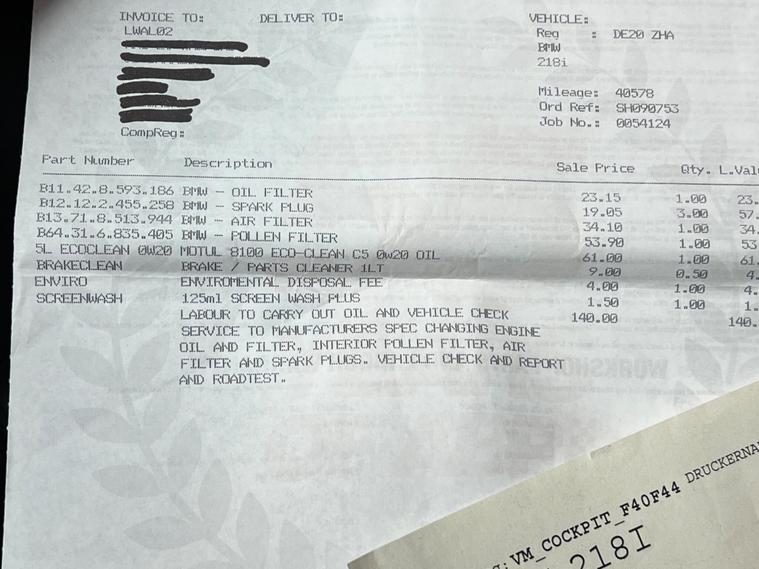 INVOICE TO: DELIVER TO: VEHICLE:
LWAL02
Reg : DE20 ZHA
BMW
218i
Mileage: 40578
Ord Ref: SH090753
Job No.: 0054124
CompReg:
Part Number Description Sale Price Qty. L.Valu
B11.42.8.593.186 BMW - OIL FILTER 23.15 1.00 23.
B12.12.2.455.258 BMW - SPARK PLUG 19.05 3.00 57.
B13.71.8.513.944 BMW - AIR FILTER 34.10 1.00 34.
B64.31.6.835.405 BMW - POLLEN FILTER 53.90 1.00 53
5L ECOCLEAN 0W20 MOTUL 8100 ECO-CLEAN C5 0w20 OIL 61.00 1.00 61.
BRAKECLEAN BRAKE / PARTS CLEANER 1LT 9.00 0.50 4.
ENVIRO ENVIROMENTAL DISPOSAL FEE 4.00 1.00 4.
SCREENWASH 125ml SCREEN WASH PLUS 1.50 1.00 1.
LABOUR TO CARRY OUT OIL AND VEHICLE CHECK 140.00 140.
SERVICE TO MANUFACTURERS SPEC CHANGING ENGINE
OIL AND FILTER, INTERIOR POLLEN FILTER, AIR
FILTER AND SPARK PLUGS. VEHICLE CHECK AND REPORT
AND ROADTEST.
VM_COCKPIT_F40F44 DRUCKERNA
218I